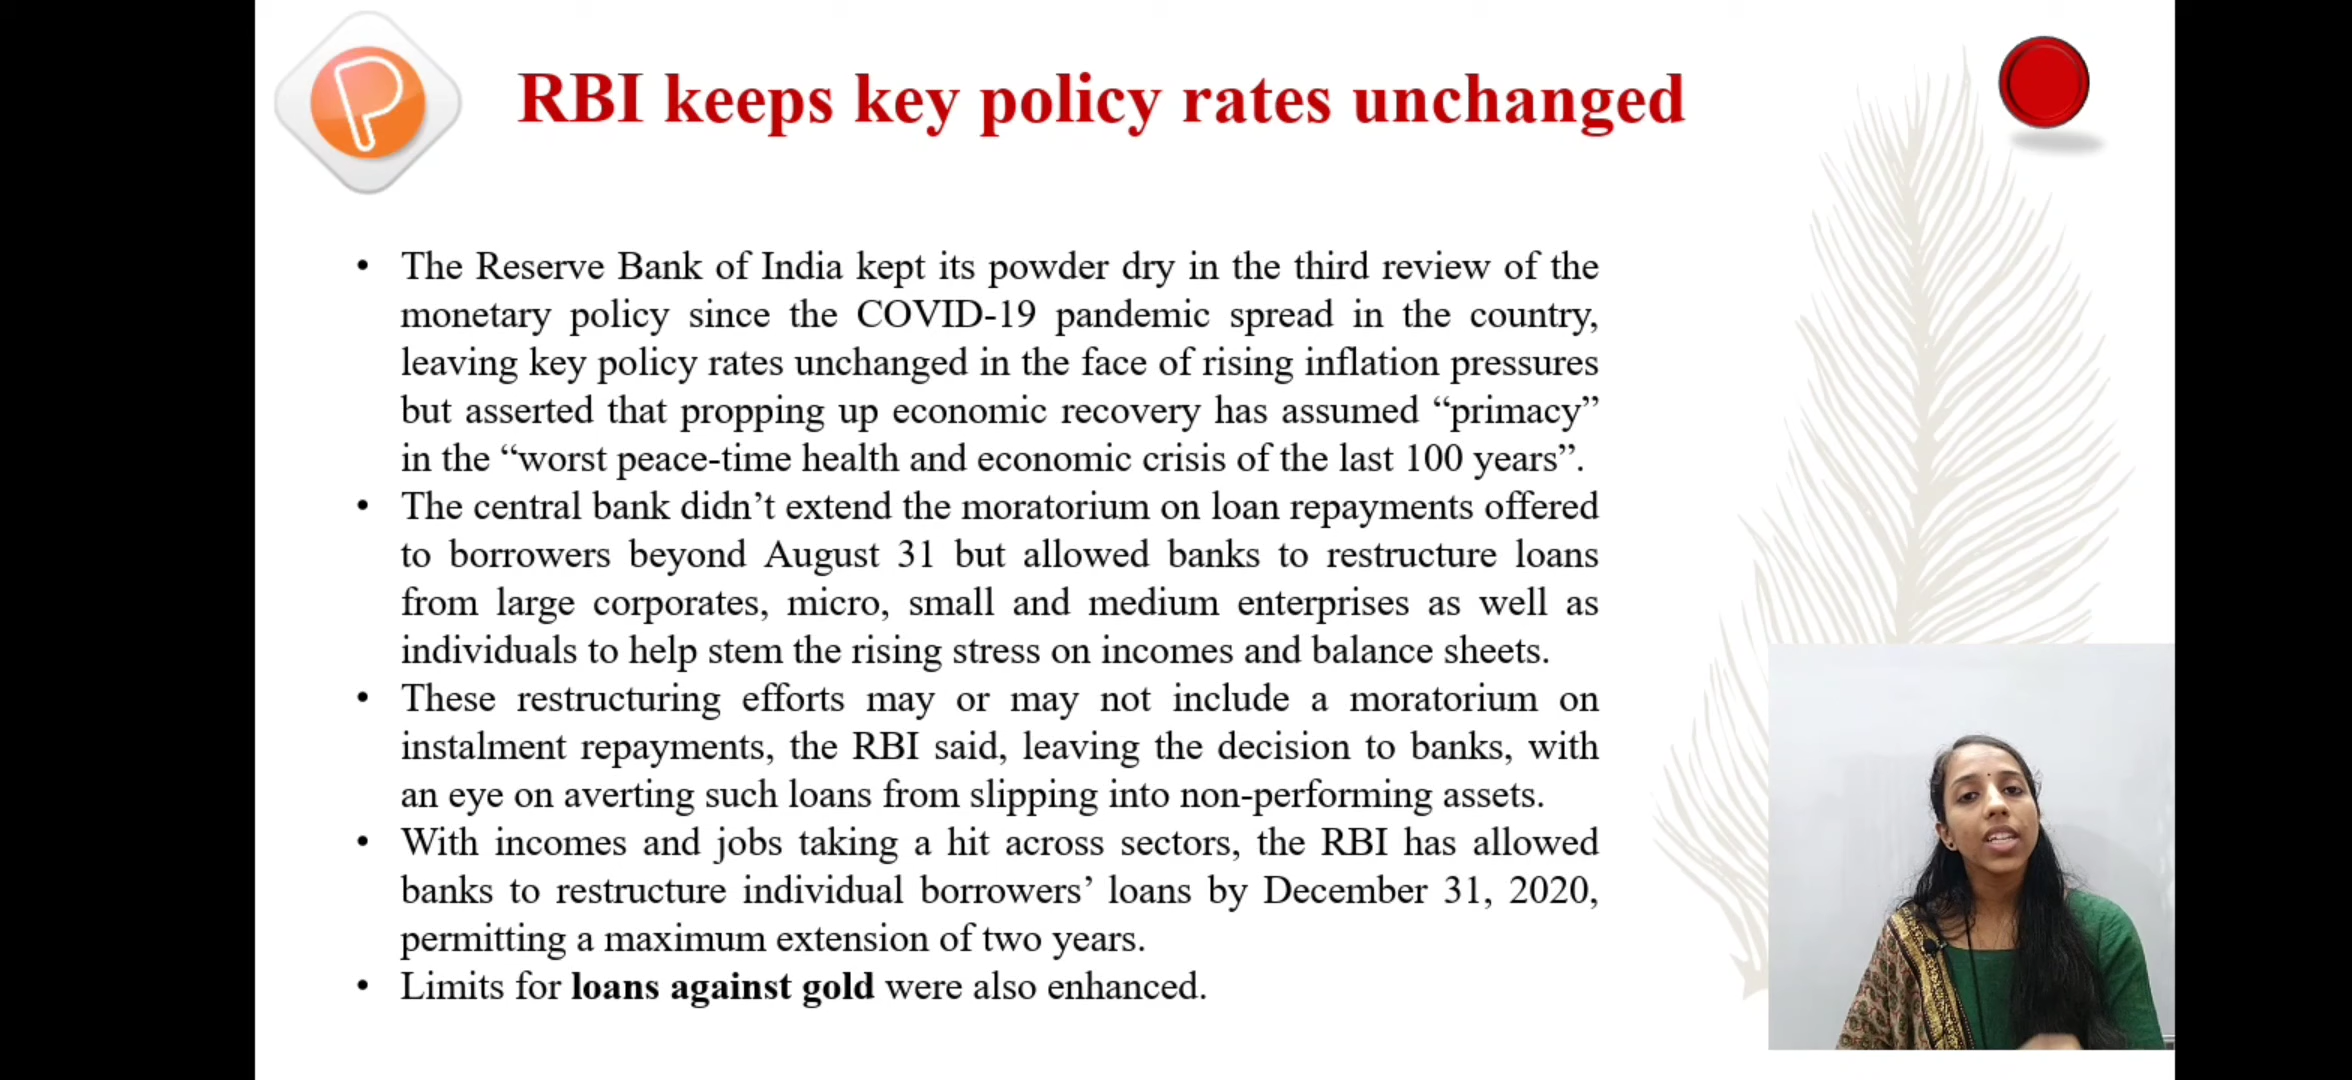 RBI keeps key policy rates unchanged
• The Reserve Bank of India kept its powder dry in the third review of the
monetary policy since the COVID-19 pandemic spread in the country,
leaving key policy rates unchanged in the face of rising inflation pressures
but asserted that propping up economic recovery has assumed “primacy”
in the “worst peace-time health and economic crisis of the last 100 years”.
• The central bank didn’t extend the moratorium on loan repayments offered
to borrowers beyond August 31 but allowed banks to restructure loans
from large corporates, micro, small and medium enterprises as well as
individuals to help stem the rising stress on incomes and balance sheets.
• These restructuring efforts may or may not include a moratorium on
instalment repayments, the RBI said, leaving the decision to banks, with
an eye on averting such loans from slipping into non-performing assets.
• With incomes and jobs taking a hit across sectors, the RBI has allowed
banks to restructure individual borrowers’ loans by December 31, 2020,
permitting a maximum extension of two years.
• Limits for loans against gold were also enhanced.